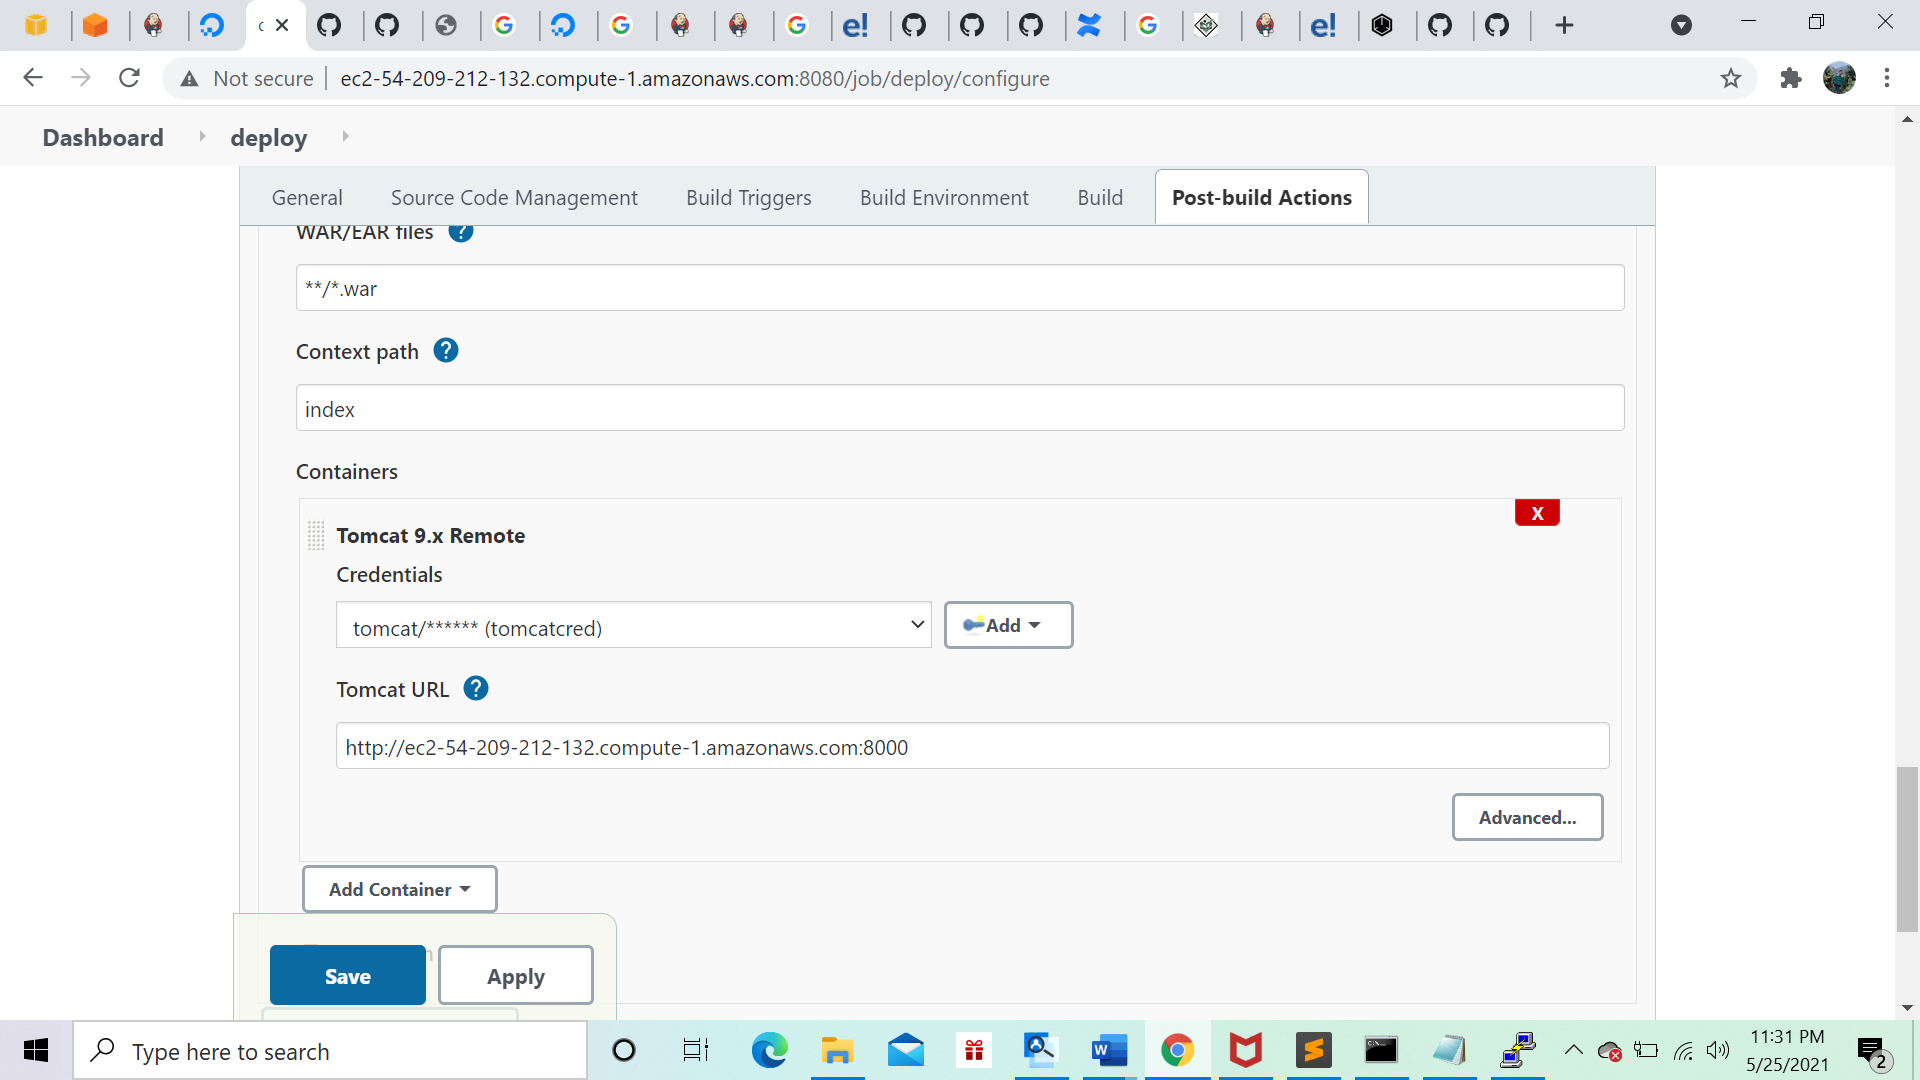 Not secure
ec2-54-209-212-132.compute-1.amazonaws.com:8080/job/deploy/configure
Dashboard
deploy
General
Source Code Management
Build Triggers
Build Environment
Build
Post-build Actions
WAR/EAR files ?
**/*.war
Context path ?
index
Containers
X
Tomcat 9.x Remote
Credentials
tomcat/****** (tomcatcred)
Add
Tomcat URL ?
http://ec2-54-209-212-132.compute-1.amazonaws.com:8000
Advanced...
Add Container
Save
Apply
Type here to search
11:31 PM
5/25/2021
2